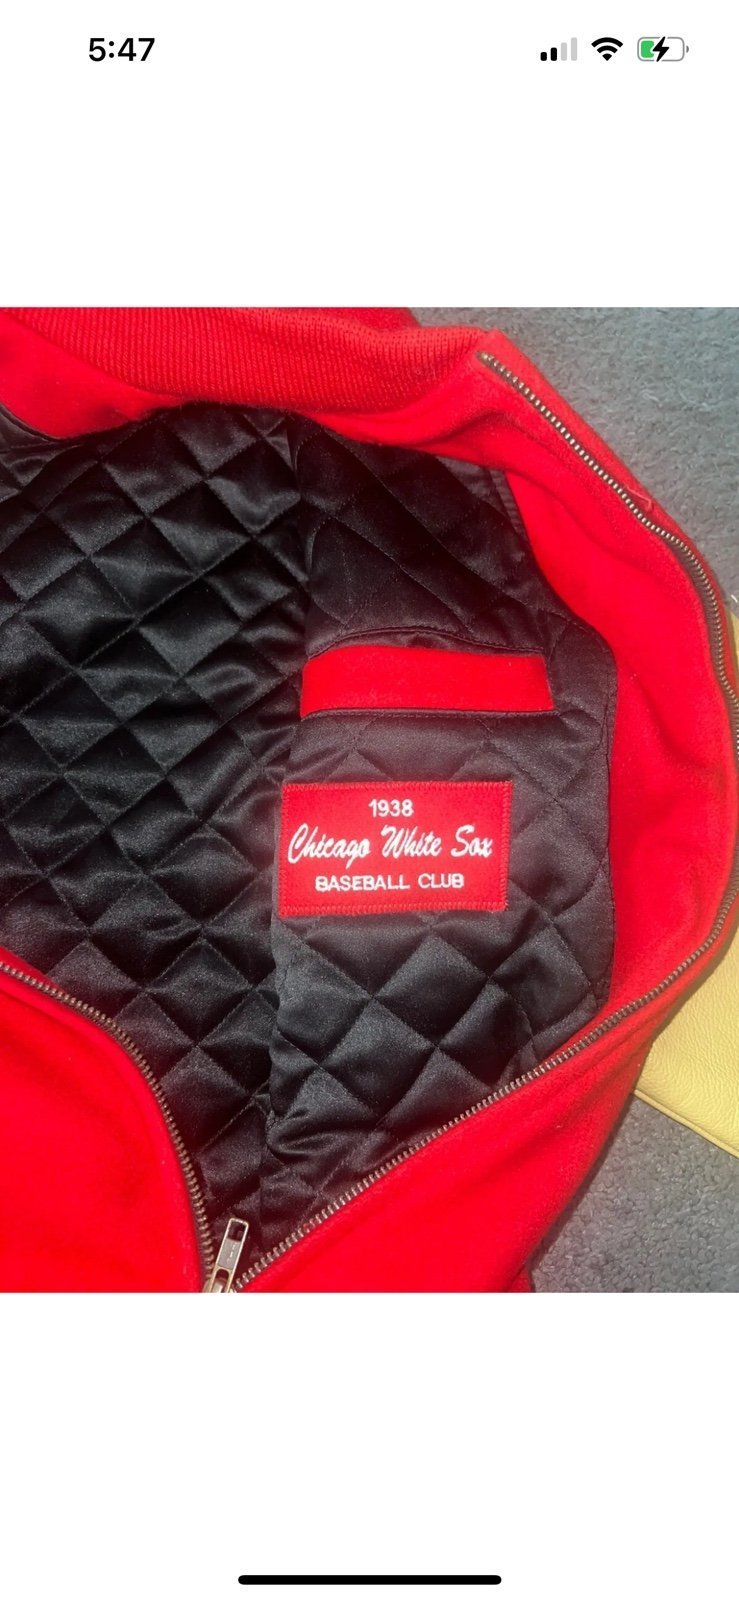 5:47
1938
Chicago White Sox
BASEBALL CLUB